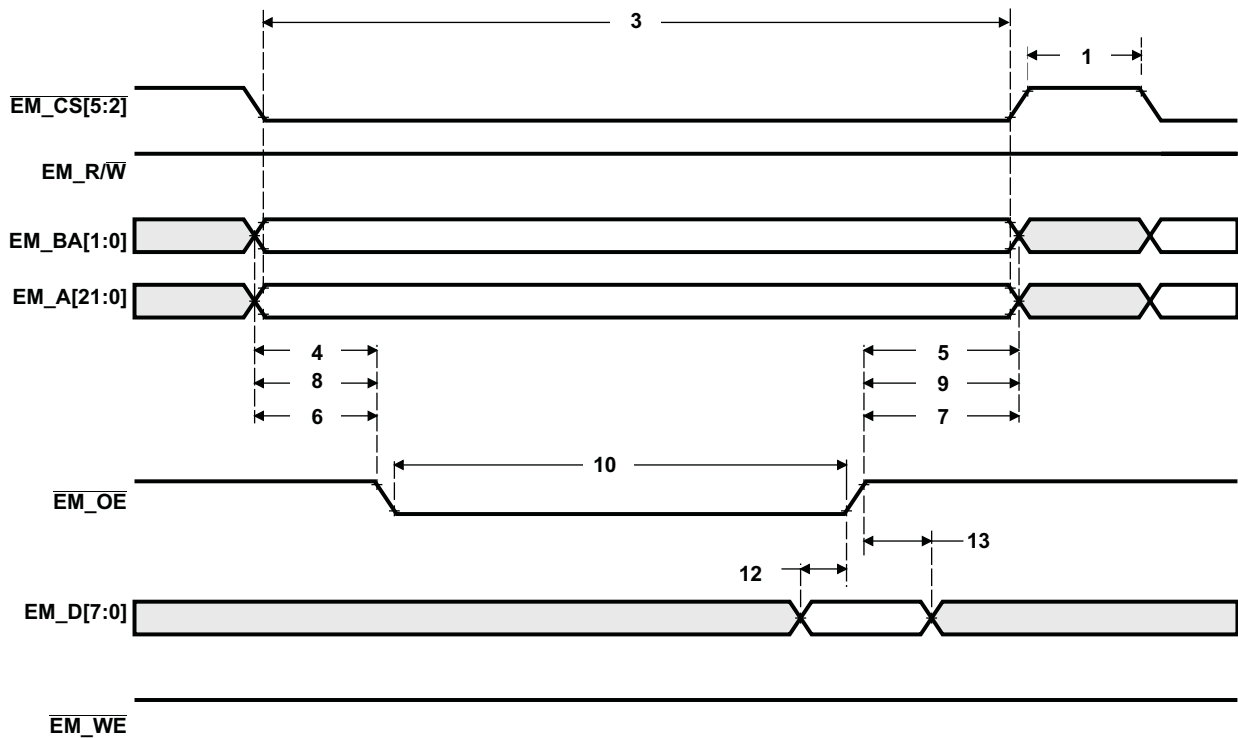 3
1
EM_CS[5:2]
EM_R/W
EM_BA[1:0]
EM_A[21:0]
4 5
8 9
6 7
10
EM_OE
13
12
EM_D[7:0]
EM_WE